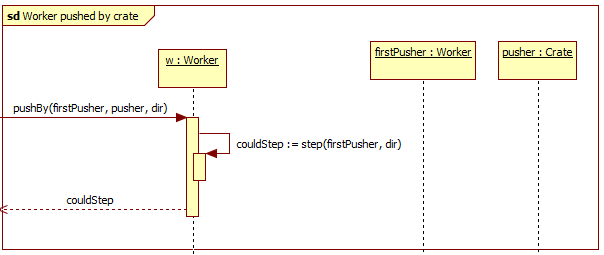 sd Worker pushed by crate
w : Worker
firstPusher : Worker
pusher : Crate
pushBy(firstPusher, pusher, dir)
couldStep := step(firstPusher, dir)
couldStep